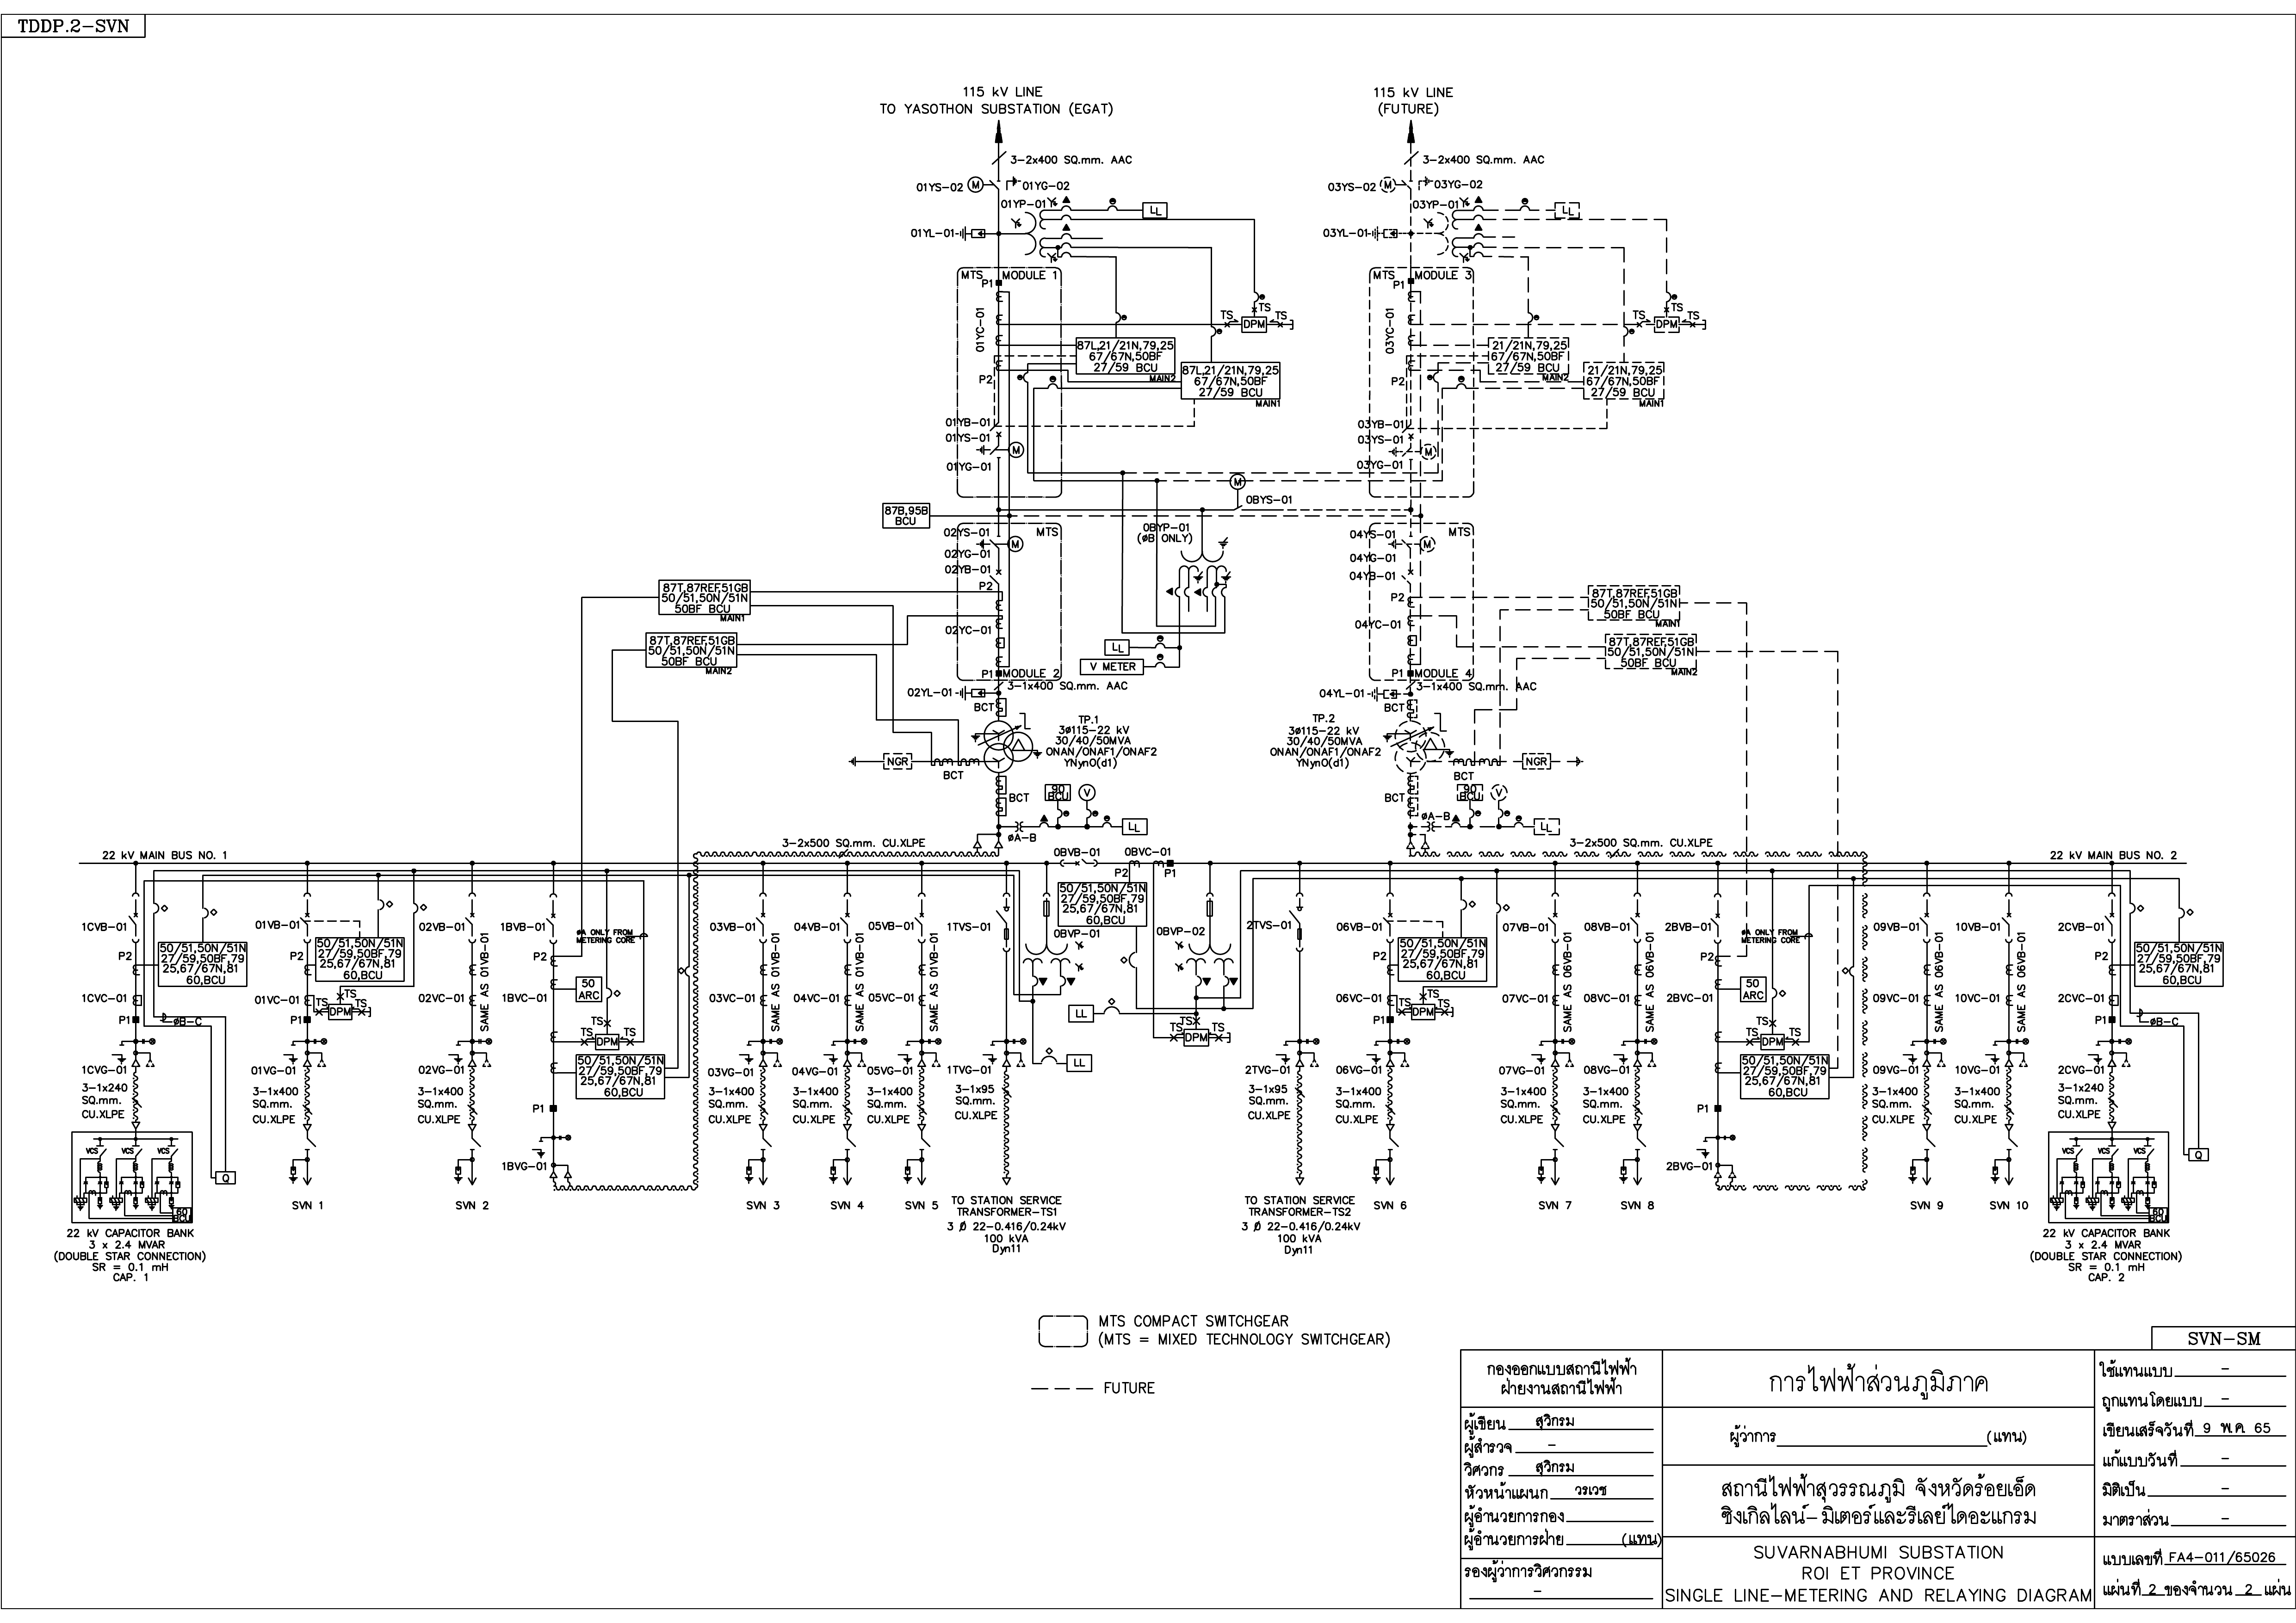 TDDP.2-SVN
115 kV LINE
TO YASOTHON SUBSTATION (EGAT)
115 kV LINE
(FUTURE)
3-2x400 SQ.mm. AAC
3-2x400 SQ.mm. AAC
01YS-02
M
01YG-02
03YS-02
M
03YG-02
01YP-01
LL
03YP-01
LL
01YL-01
03YL-01
MTS
MODULE 1
P1
MTS
MODULE 3
P1
TS
TS
DPM
TS
TS
TS
DPM
TS
01YC-01
03YC-01
87L,21/21N,79,25
67/67N,50BF
27/59 BCU
MAIN2
87L,21/21N,79,25
67/67N,50BF
27/59 BCU
MAIN1
21/21N,79,25
67/67N,50BF
27/59 BCU
MAIN2
21/21N,79,25
67/67N,50BF
27/59 BCU
MAIN1
P2
P2
01YB-01
01YS-01
M
01YG-01
03YB-01
03YS-01
M
03YG-01
M
0BYS-01
87B,95B
BCU
0BYP-01
(øB ONLY)
02YS-01
MTS
M
02YG-01
02YB-01
P2
04YS-01
MTS
M
04YG-01
04YB-01
P2
87T,87REF,51GB
50/51,50N/51N
50BF BCU
MAIN1
87T,87REF,51GB
50/51,50N/51N
50BF BCU
MAIN2
87T,87REF,51GB
50/51,50N/51N
50BF BCU
MAIN1
87T,87REF,51GB
50/51,50N/51N
50BF BCU
MAIN2
02YC-01
04YC-01
LL
V METER
P1
MODULE 2
3-1x400 SQ.mm. AAC
P1
MODULE 4
3-1x400 SQ.mm. AAC
02YL-01
04YL-01
BCT
BCT
TP.1
3ø115-22 kV
30/40/50MVA
ONAN/ONAF1/ONAF2
YNyn0(d1)
TP.2
3ø115-22 kV
30/40/50MVA
ONAN/ONAF1/ONAF2
YNyn0(d1)
NGR
BCT
BCT
NGR
BCT
90
BCU
V
BCT
90
BCU
V
øA-B
LL
øA-B
LL
3-2x500 SQ.mm. CU.XLPE
3-2x500 SQ.mm. CU.XLPE
22 kV MAIN BUS NO. 1
0BVB-01
0BVC-01
22 kV MAIN BUS NO. 2
P2
P1
50/51,50N/51N
27/59,50BF,79
25,67/67N,81
60,BCU
0BVP-01
0BVP-02
1CVB-01
01VB-01
02VB-01
1BVB-01
03VB-01
04VB-01
05VB-01
1TVS-01
2TVS-01
06VB-01
07VB-01
08VB-01
2BVB-01
09VB-01
10VB-01
2CVB-01
øA ONLY FROM
METERING CORE
øA ONLY FROM
METERING CORE
50/51,50N/51N
27/59,50BF,79
25,67/67N,81
60,BCU
50/51,50N/51N
27/59,50BF,79
25,67/67N,81
60,BCU
50/51,50N/51N
27/59,50BF,79
25,67/67N,81
60,BCU
50/51,50N/51N
27/59,50BF,79
25,67/67N,81
60,BCU
P2
P2
P2
P2
P2
P2
SAME AS 01VB-01
SAME AS 01VB-01
SAME AS 01VB-01
SAME AS 01VB-01
SAME AS 06VB-01
SAME AS 06VB-01
SAME AS 06VB-01
SAME AS 06VB-01
50
ARC
50
ARC
1CVC-01
01VC-01
02VC-01
1BVC-01
03VC-01
04VC-01
05VC-01
06VC-01
07VC-01
08VC-01
2BVC-01
09VC-01
10VC-01
2CVC-01
TS
TS
DPM
TS
TS
TS
DPM
TS
LL
P1
øB-C
P1
P1
P1
øB-C
TS
TS
DPM
TS
TS
DPM
TS
TS
DPM
LL
50/51,50N/51N
27/59,50BF,79
25,67/67N,81
60,BCU
50/51,50N/51N
27/59,50BF,79
25,67/67N,81
60,BCU
1CVG-01
01VG-01
02VG-01
03VG-01
04VG-01
05VG-01
1TVG-01
2TVG-01
06VG-01
07VG-01
08VG-01
09VG-01
10VG-01
2CVG-01
3-1x240
SQ.mm.
CU.XLPE
3-1x400
SQ.mm.
CU.XLPE
3-1x400
SQ.mm.
CU.XLPE
3-1x400
SQ.mm.
CU.XLPE
3-1x400
SQ.mm.
CU.XLPE
3-1x400
SQ.mm.
CU.XLPE
3-1x95
SQ.mm.
CU.XLPE
3-1x95
SQ.mm.
CU.XLPE
3-1x400
SQ.mm.
CU.XLPE
3-1x400
SQ.mm.
CU.XLPE
3-1x400
SQ.mm.
CU.XLPE
3-1x400
SQ.mm.
CU.XLPE
3-1x400
SQ.mm.
CU.XLPE
3-1x240
SQ.mm.
CU.XLPE
P1
P1
1BVG-01
2BVG-01
VCS
VCS
VCS
60
BCU
Q
VCS
VCS
VCS
60
BCU
Q
SVN 1
SVN 2
SVN 3
SVN 4
SVN 5
TO STATION SERVICE
TRANSFORMER-TS1
3 Ø 22-0.416/0.24kV
100 kVA
Dyn11
TO STATION SERVICE
TRANSFORMER-TS2
3 Ø 22-0.416/0.24kV
100 kVA
Dyn11
SVN 6
SVN 7
SVN 8
SVN 9
SVN 10
22 kV CAPACITOR BANK
3 x 2.4 MVAR
(DOUBLE STAR CONNECTION)
SR = 0.1 mH
CAP. 1
22 kV CAPACITOR BANK
3 x 2.4 MVAR
(DOUBLE STAR CONNECTION)
SR = 0.1 mH
CAP. 2
MTS COMPACT SWITCHGEAR
(MTS = MIXED TECHNOLOGY SWITCHGEAR)
FUTURE
SVN-SM
กองออกแบบสถานีไฟฟ้า
ฝ่ายงานสถานีไฟฟ้า
ผู้เขียน สุวิกรม
ผู้สำรวจ -
วิศวกร สุวิกรม
หัวหน้าแผนก วรเวช
ผู้อำนวยการกอง
ผู้อำนวยการฝ่าย (แทน)
รองผู้ว่าการวิศวกรรม
-
การไฟฟ้าส่วนภูมิภาค
ผู้ว่าการ (แทน)
สถานีไฟฟ้าสุวรรณภูมิ จังหวัดร้อยเอ็ด
ซิงเกิลไลน์-มิเตอร์และรีเลย์ไดอะแกรม
SUVARNABHUMI SUBSTATION
ROI ET PROVINCE
SINGLE LINE-METERING AND RELAYING DIAGRAM
ใช้แทนแบบ -
ถูกแทนโดยแบบ -
เขียนเสร็จวันที่ 9 พ.ค. 65
แก้แบบวันที่ -
มิติเป็น -
มาตราส่วน -
แบบเลขที่ FA4-011/65026
แผ่นที่ 2 ของจำนวน 2 แผ่น